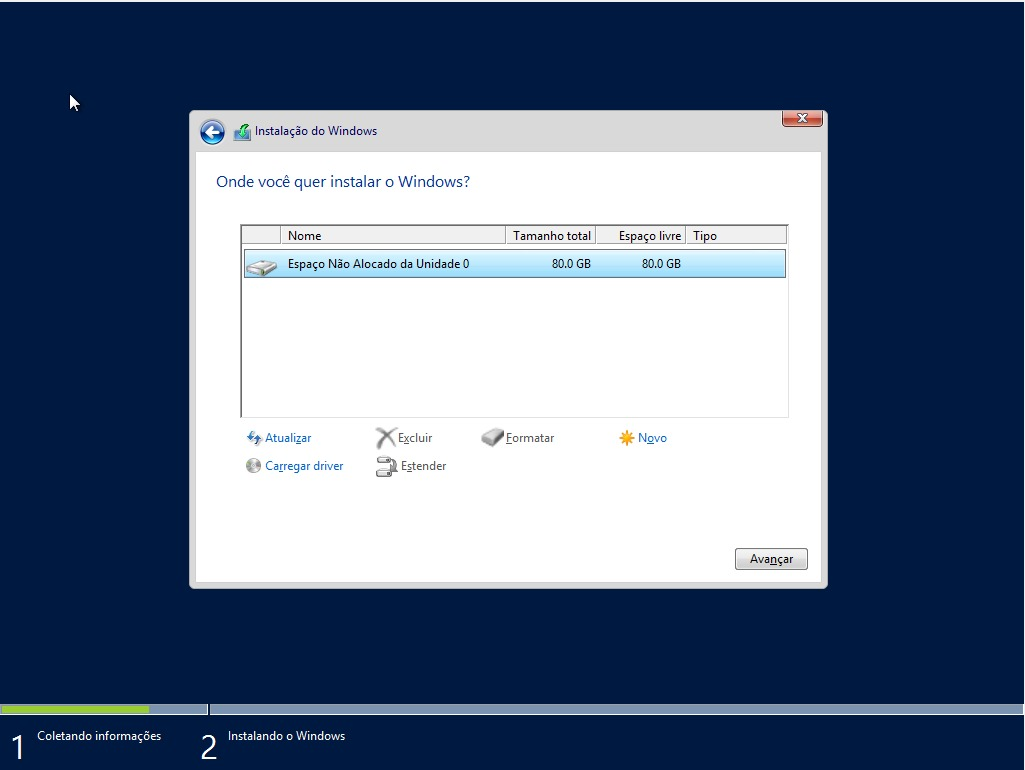 Instalação do Windows
Onde você quer instalar o Windows?
Nome Tamanho total Espaço livre Tipo
Espaço Não Alocado da Unidade 0 80.0 GB 80.0 GB
Atualizar Excluir Formatar Novo
Carregar driver Estender
Avançar
1 Coletando informações 2 Instalando o Windows